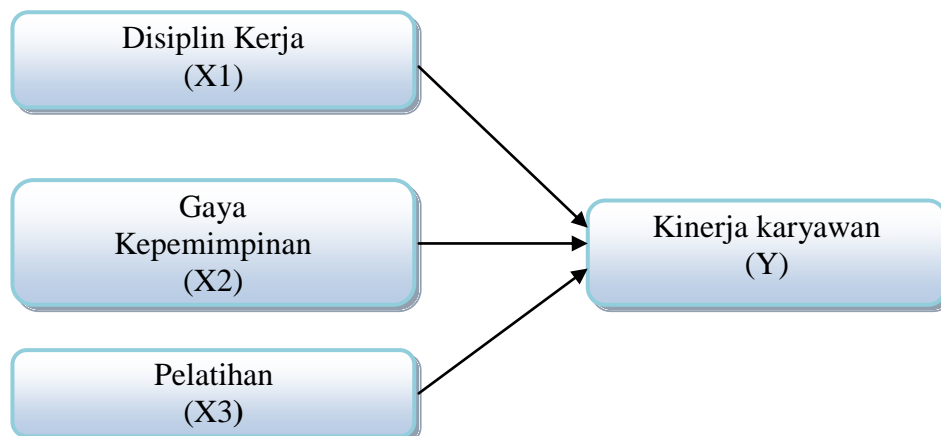 Disiplin Kerja
(X1)
Gaya
Kepemimpinan
(X2)
Kinerja karyawan
(Y)
Pelatihan
(X3)